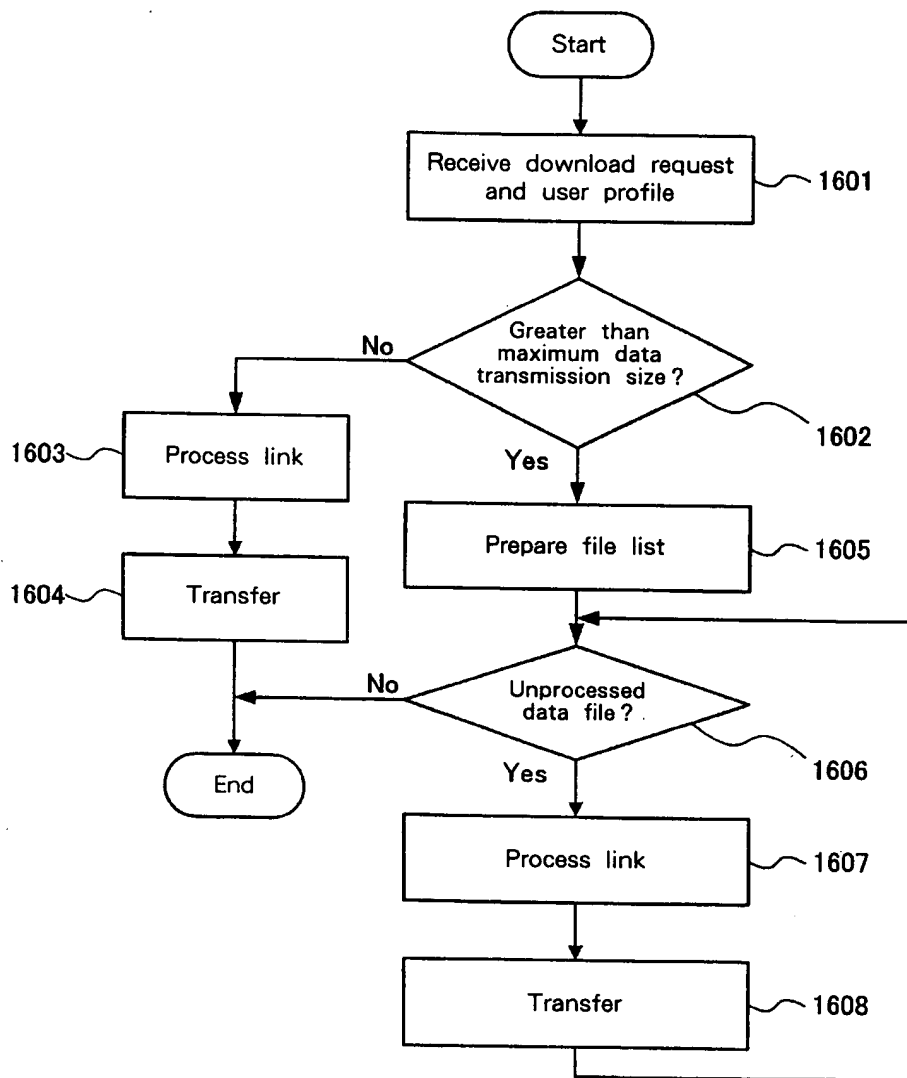 Start
Receive download request
and user profile
1601
Greater than
maximum data
transmission size?
1602
No
Yes
1603
Process link
1604
Transfer
Prepare file list
1605
Unprocessed
data file?
1606
No
Yes
End
Process link
1607
Transfer
1608